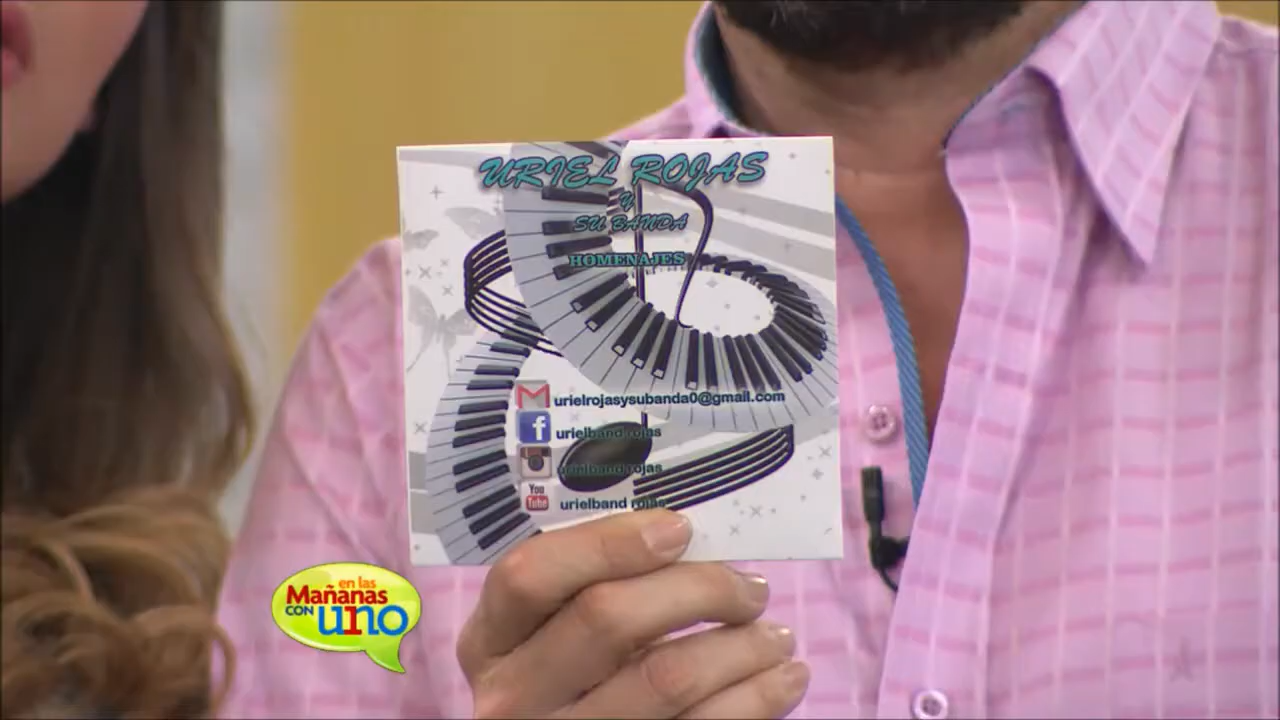 URIEL ROJAS
Y
SU BANDA
HOMENAJES
urielrojasysubanda0@gmail.com
f urielband rojas
urielband rojas
You Tube urielband rojas
en las
Mañanas
CON uno